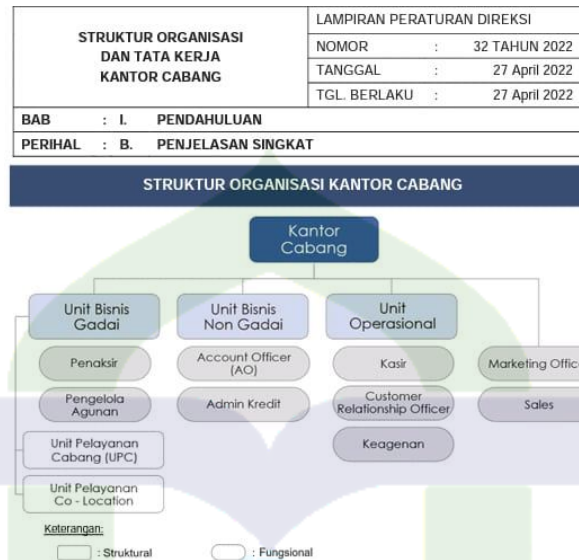 STRUKTUR ORGANISASI
DAN TATA KERJA
KANTOR CABANG
LAMPIRAN PERATURAN DIREKSI
NOMOR : 32 TAHUN 2022
TANGGAL : 27 April 2022
TGL. BERLAKU : 27 April 2022
BAB : I. PENDAHULUAN
PERIHAL : B. PENJELASAN SINGKAT
STRUKTUR ORGANISASI KANTOR CABANG
Kantor
Cabang
Unit Bisnis
Gadai
Unit Bisnis
Non Gadai
Unit
Operasional
Penaksir
Account Officer
(AO)
Kasir
Marketing Offic
Pengelola
Agunan
Admin Kredit
Customer
Relationship Officer
Sales
Keagenan
Unit Pelayanan
Cabang (UPC)
Unit Pelayanan
Co - Location
Keterangan:
: Struktural : Fungsional